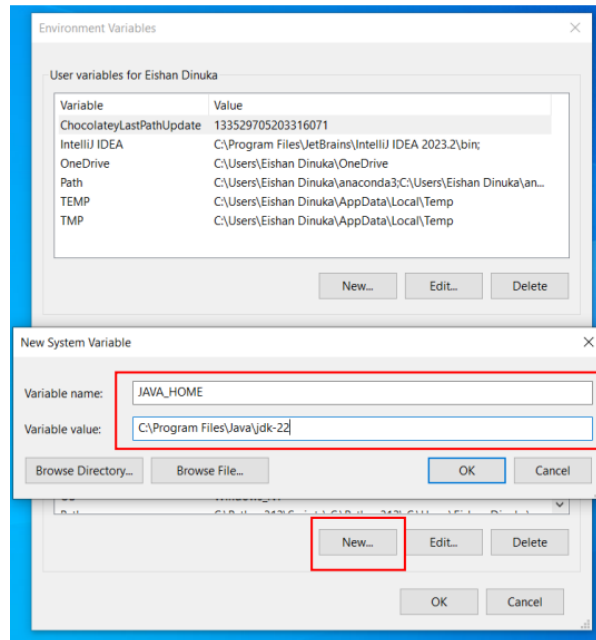 Environment Variables
User variables for Eishan Dinuka
Variable Value
ChocolateyLastPathUpdate 133529705203316071
IntelliJ IDEA C:\Program Files\JetBrains\IntelliJ IDEA 2023.2\bin;
OneDrive C:\Users\Eishan Dinuka\OneDrive
Path C:\Users\Eishan Dinuka\anaconda3;C:\Users\Eishan Dinuka\an...
TEMP C:\Users\Eishan Dinuka\AppData\Local\Temp
TMP C:\Users\Eishan Dinuka\AppData\Local\Temp
New... Edit... Delete
New System Variable
Variable name: JAVA_HOME
Variable value: C:\Program Files\Java\jdk-22
Browse Directory... Browse File... OK Cancel
New... Edit... Delete
OK Cancel